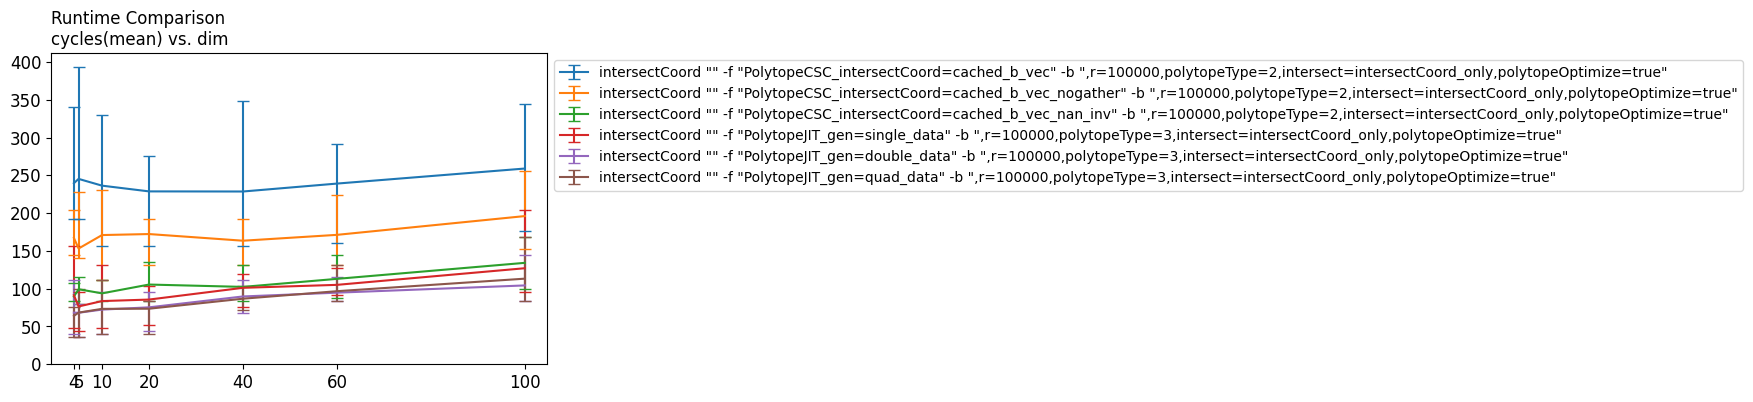 Runtime Comparison
cycles(mean) vs. dim
400
350
300
250
200
150
100
50
0
4 5 10 20 40 60 100
intersectCoord "" -f "PolytopeCSC_intersectCoord=cached_b_vec" -b ",r=100000,polytopeType=2,intersect=intersectCoord_only,polytopeOptimize=true"
intersectCoord "" -f "PolytopeCSC_intersectCoord=cached_b_vec_nogather" -b ",r=100000,polytopeType=2,intersect=intersectCoord_only,polytopeOptimize=true"
intersectCoord "" -f "PolytopeCSC_intersectCoord=cached_b_vec_nan_inv" -b ",r=100000,polytopeType=2,intersect=intersectCoord_only,polytopeOptimize=true"
intersectCoord "" -f "PolytopeJIT_gen=single_data" -b ",r=100000,polytopeType=3,intersect=intersectCoord_only,polytopeOptimize=true"
intersectCoord "" -f "PolytopeJIT_gen=double_data" -b ",r=100000,polytopeType=3,intersect=intersectCoord_only,polytopeOptimize=true"
intersectCoord "" -f "PolytopeJIT_gen=quad_data" -b ",r=100000,polytopeType=3,intersect=intersectCoord_only,polytopeOptimize=true"